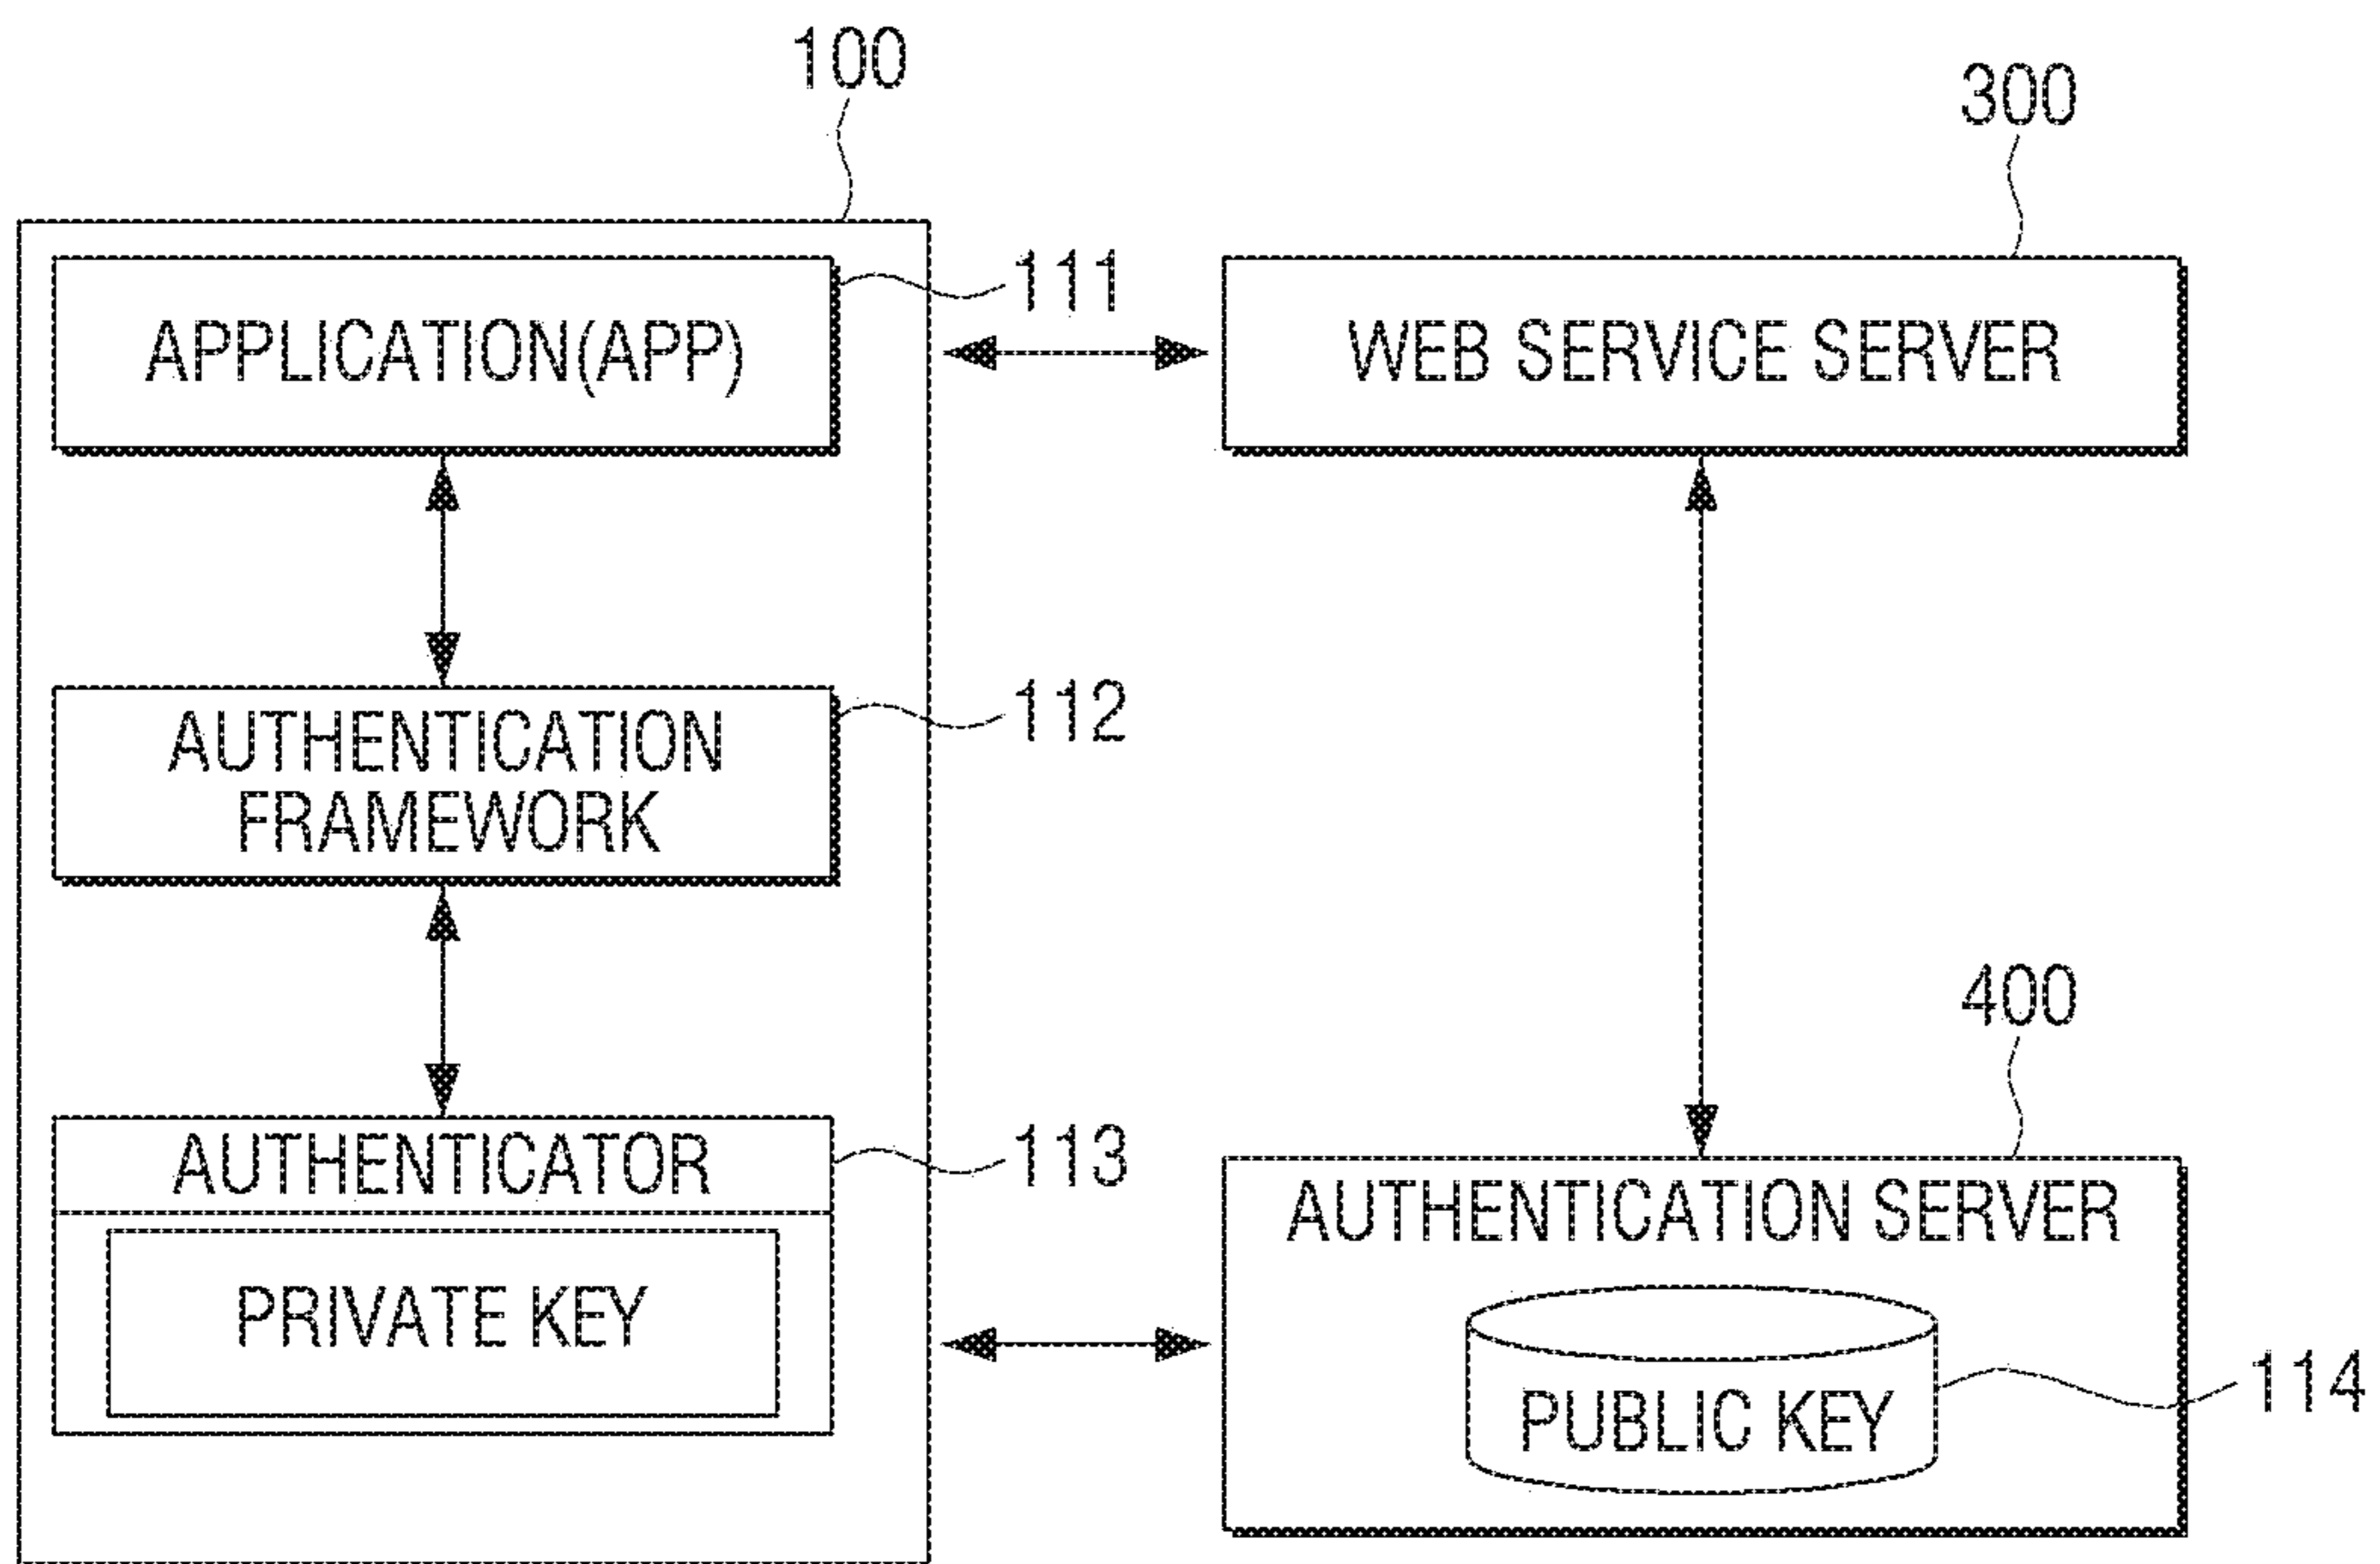 100
300
APPLICATION(APP)
111
WEB SERVICE SERVER
AUTHENTICATION
FRAMEWORK
112
400
AUTHENTICATOR
113
PRIVATE KEY
AUTHENTICATION SERVER
PUBLIC KEY
114